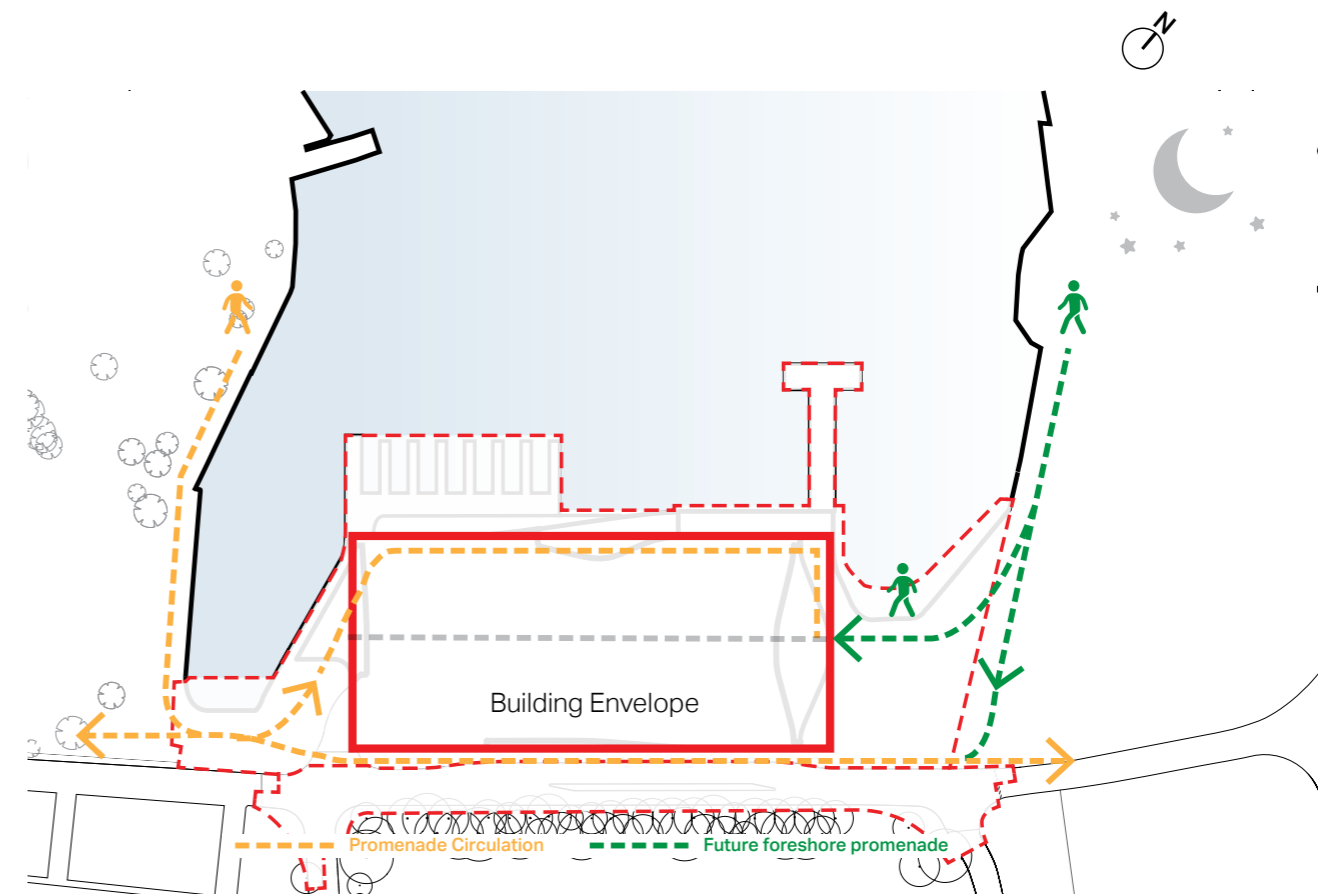 N
Building Envelope
Promenade Circulation
Future foreshore promenade